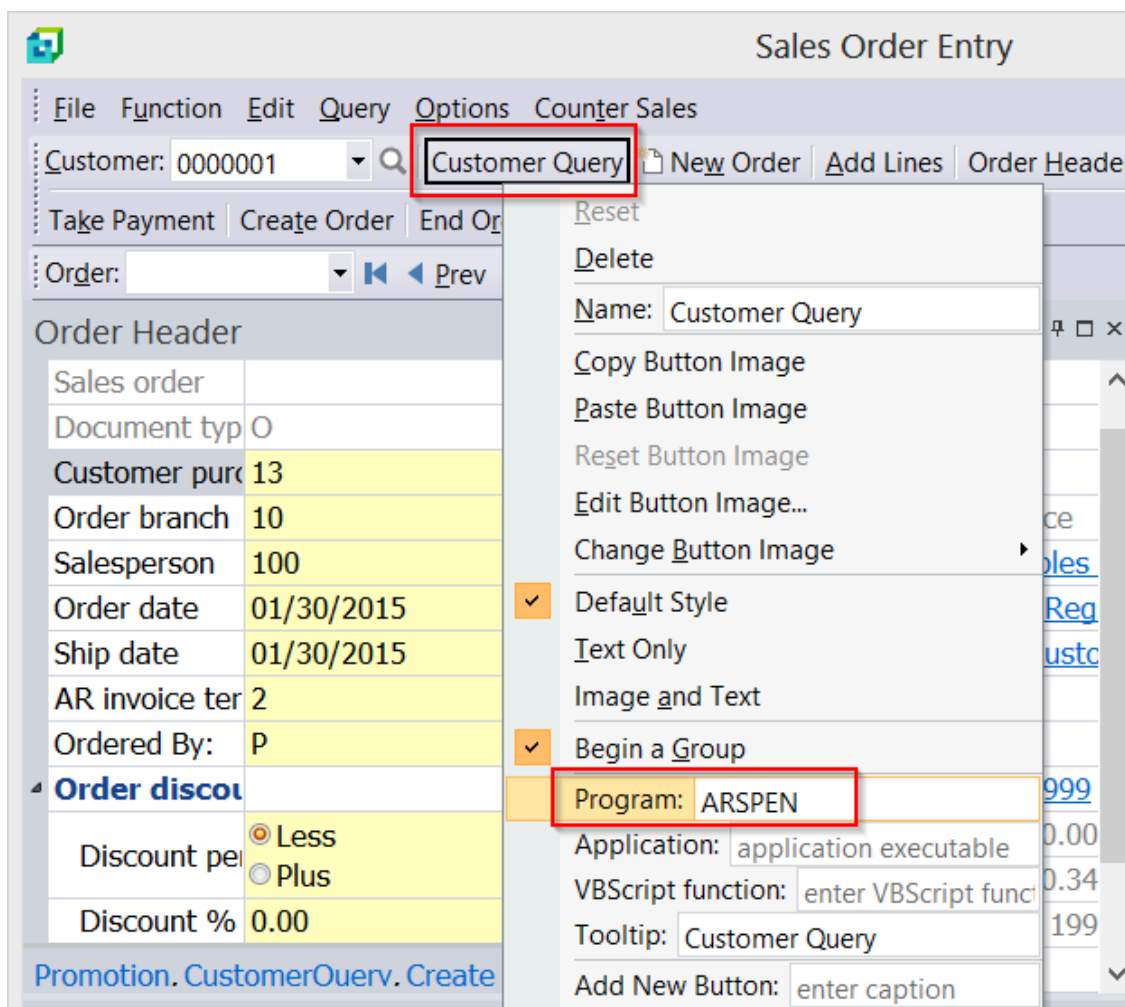 Sales Order Entry
File Function Edit Query Options Counter Sales
Customer: 0000001 Customer Query New Order Add Lines Order Heade
Take Payment Create Order End Or
Order: Prev
Reset
Delete
Name: Customer Query
Copy Button Image
Paste Button Image
Reset Button Image
Edit Button Image...
Change Button Image
Default Style
Text Only
Image and Text
Begin a Group
Program: ARSPEN
Application: application executable
VBScript function: enter VBScript funct
Tooltip: Customer Query
Add New Button: enter caption
Order Header
Sales order
Document typ O
Customer purc 13
Order branch 10
Salesperson 100
Order date 01/30/2015
Ship date 01/30/2015
AR invoice ter 2
Ordered By: P
Order discou
Discount per Less
Plus
Discount % 0.00
ce
ples
Reg
usto
999
0.00
0.34
199
Promotion. CustomerQuery. Create